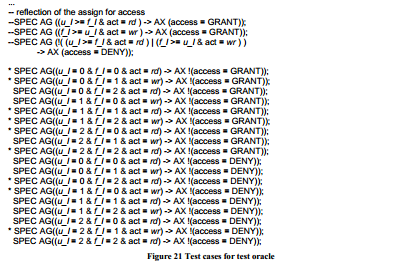 ...
-- reflection of the assign for access
--SPEC AG ((u_l >= f_l & act = rd ) -> AX (access = GRANT));
--SPEC AG ((f_l >= u_l & act = wr ) -> AX (access = GRANT));
--SPEC AG (!( (u_l >= f_l & act = rd ) | (f_l >= u_l & act = wr ) )
-> AX (access = DENY));
* SPEC AG((u_l = 0 & f_l = 0 & act = rd) -> AX !(access = GRANT));
* SPEC AG((u_l = 0 & f_l = 1 & act = wr) -> AX !(access = GRANT));
SPEC AG((u_l = 0 & f_l = 2 & act = rd) -> AX !(access = GRANT));
SPEC AG((u_l = 1 & f_l = 0 & act = wr) -> AX !(access = GRANT));
* SPEC AG((u_l = 1 & f_l = 1 & act = rd) -> AX !(access = GRANT));
* SPEC AG((u_l = 1 & f_l = 2 & act = wr) -> AX !(access = GRANT));
* SPEC AG((u_l = 2 & f_l = 0 & act = rd) -> AX !(access = GRANT));
SPEC AG((u_l = 2 & f_l = 1 & act = wr) -> AX !(access = GRANT));
* SPEC AG((u_l = 2 & f_l = 2 & act = rd) -> AX !(access = GRANT));
SPEC AG((u_l = 0 & f_l = 0 & act = rd) -> AX !(access = DENY));
SPEC AG((u_l = 0 & f_l = 1 & act = wr) -> AX !(access = DENY));
* SPEC AG((u_l = 0 & f_l = 2 & act = rd) -> AX !(access = DENY));
* SPEC AG((u_l = 1 & f_l = 0 & act = wr) -> AX !(access = DENY));
SPEC AG((u_l = 1 & f_l = 1 & act = rd) -> AX !(access = DENY));
SPEC AG((u_l = 1 & f_l = 2 & act = wr) -> AX !(access = DENY));
SPEC AG((u_l = 2 & f_l = 0 & act = rd) -> AX !(access = DENY));
* SPEC AG((u_l = 2 & f_l = 1 & act = wr) -> AX !(access = DENY));
SPEC AG((u_l = 2 & f_l = 2 & act = rd) -> AX !(access = DENY));
Figure 21 Test cases for test oracle